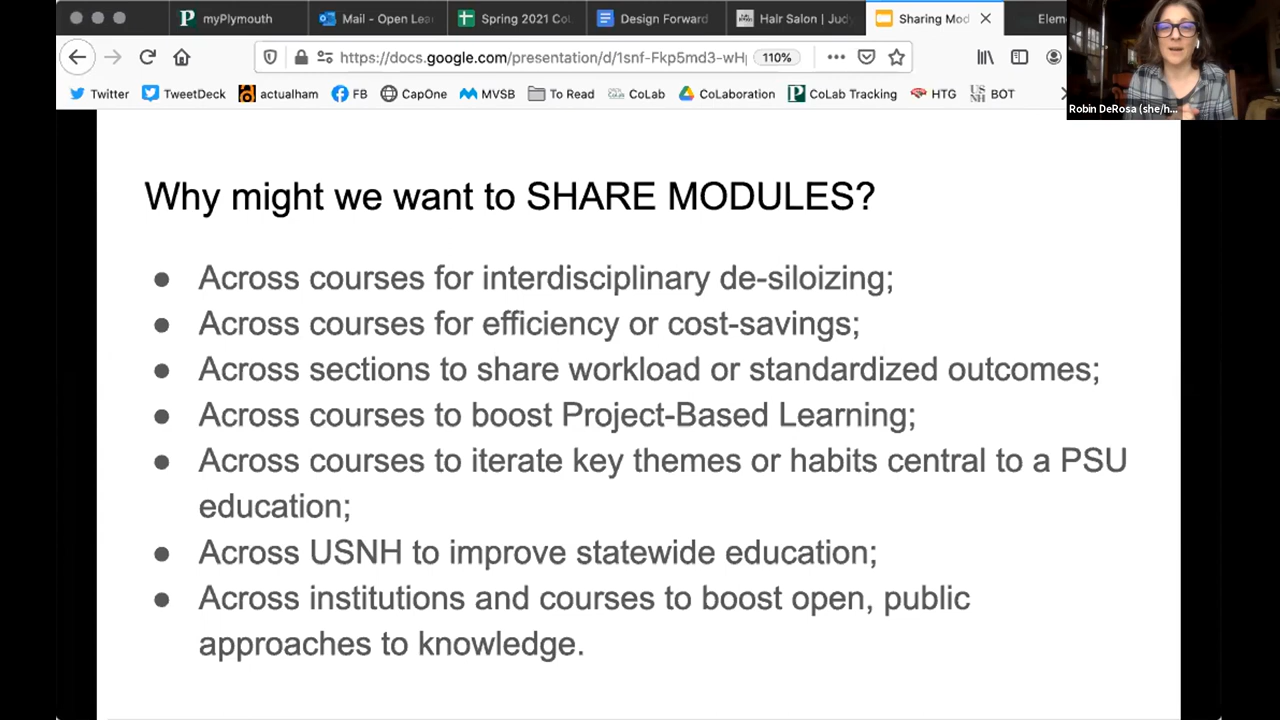 myPlymouth
Mail - Open Lea
Spring 2021 CoL
Design Forward
Hair Salon | Judy
Sharing Mod
Elem
https://docs.google.com/presentation/d/1snf-Fkp5md3-wH
110%
Twitter
TweetDeck
actualham
FB
CapOne
MVSB
To Read
CoLab
CoLaboration
CoLab Tracking
HTG
BOT
Robin DeRosa (she/h...
Why might we want to SHARE MODULES?
● Across courses for interdisciplinary de-siloizing;
● Across courses for efficiency or cost-savings;
● Across sections to share workload or standardized outcomes;
● Across courses to boost Project-Based Learning;
● Across courses to iterate key themes or habits central to a PSU
education;
● Across USNH to improve statewide education;
● Across institutions and courses to boost open, public
approaches to knowledge.